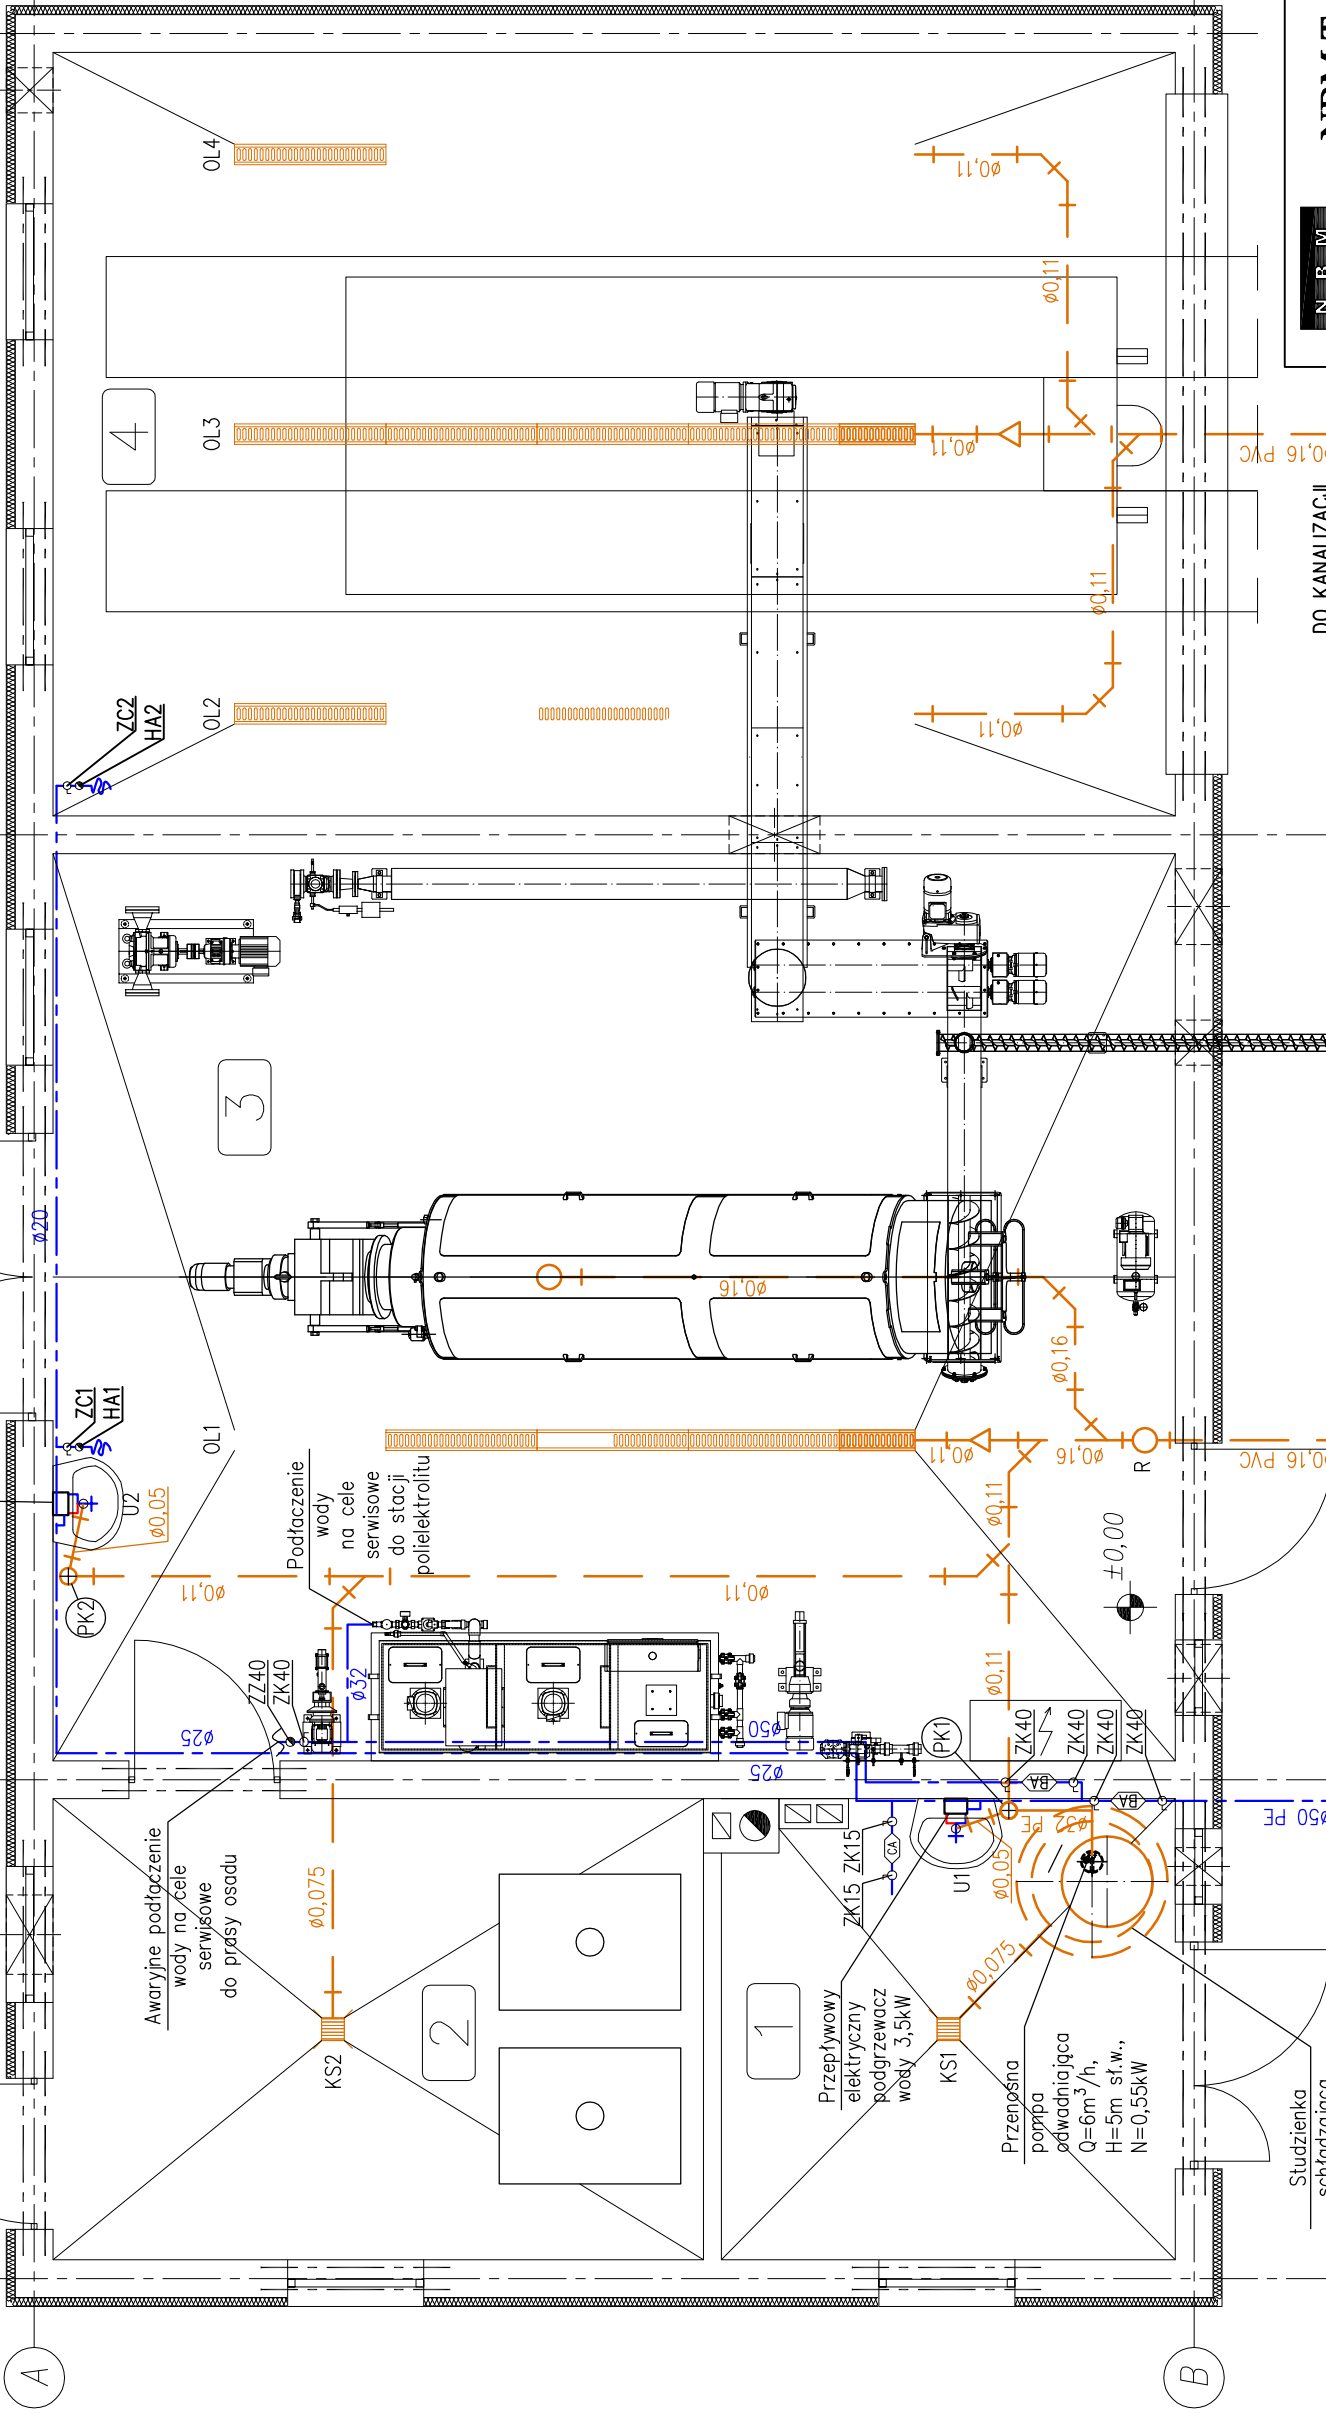 A
B
1
2
3
4
OL1
OL2
OL3
OL4
KS1
KS2
U1
U2
PK1
PK2
R
ZC1
HA1
ZC2
HA2
ZZ40
ZK40
ZK40
ZK40
ZK40
ZK40
BA
BA
CA
ZK15 ZK15
±0,00
ø20
ø25
ø25
ø32
ø50
ø32 PE
ø50 PE
ø0,05
ø0,05
ø0,075
ø0,075
ø0,11
ø0,11
ø0,11
ø0,11
ø0,11
ø0,11
ø0,11
ø0,11
ø0,11
ø0,11
ø0,16
ø0,16
ø0,16
ø0,16 PVC
ø0,16 PVC
Awaryjne podłączenie
wody na cele
serwisowe
do prasy osadu
Podłączenie
wody
na cele
serwisowe
do stacji
polielektrolitu
Przepływowy
elektryczny
podgrzewacz
wody 3,5kW
Przenośna
pompa
odwadniająca
Q=6m³/h,
H=5m sł.w.,
N=0,55kW
Studzienka
schładzająca
DO KANALIZACJI
N B M